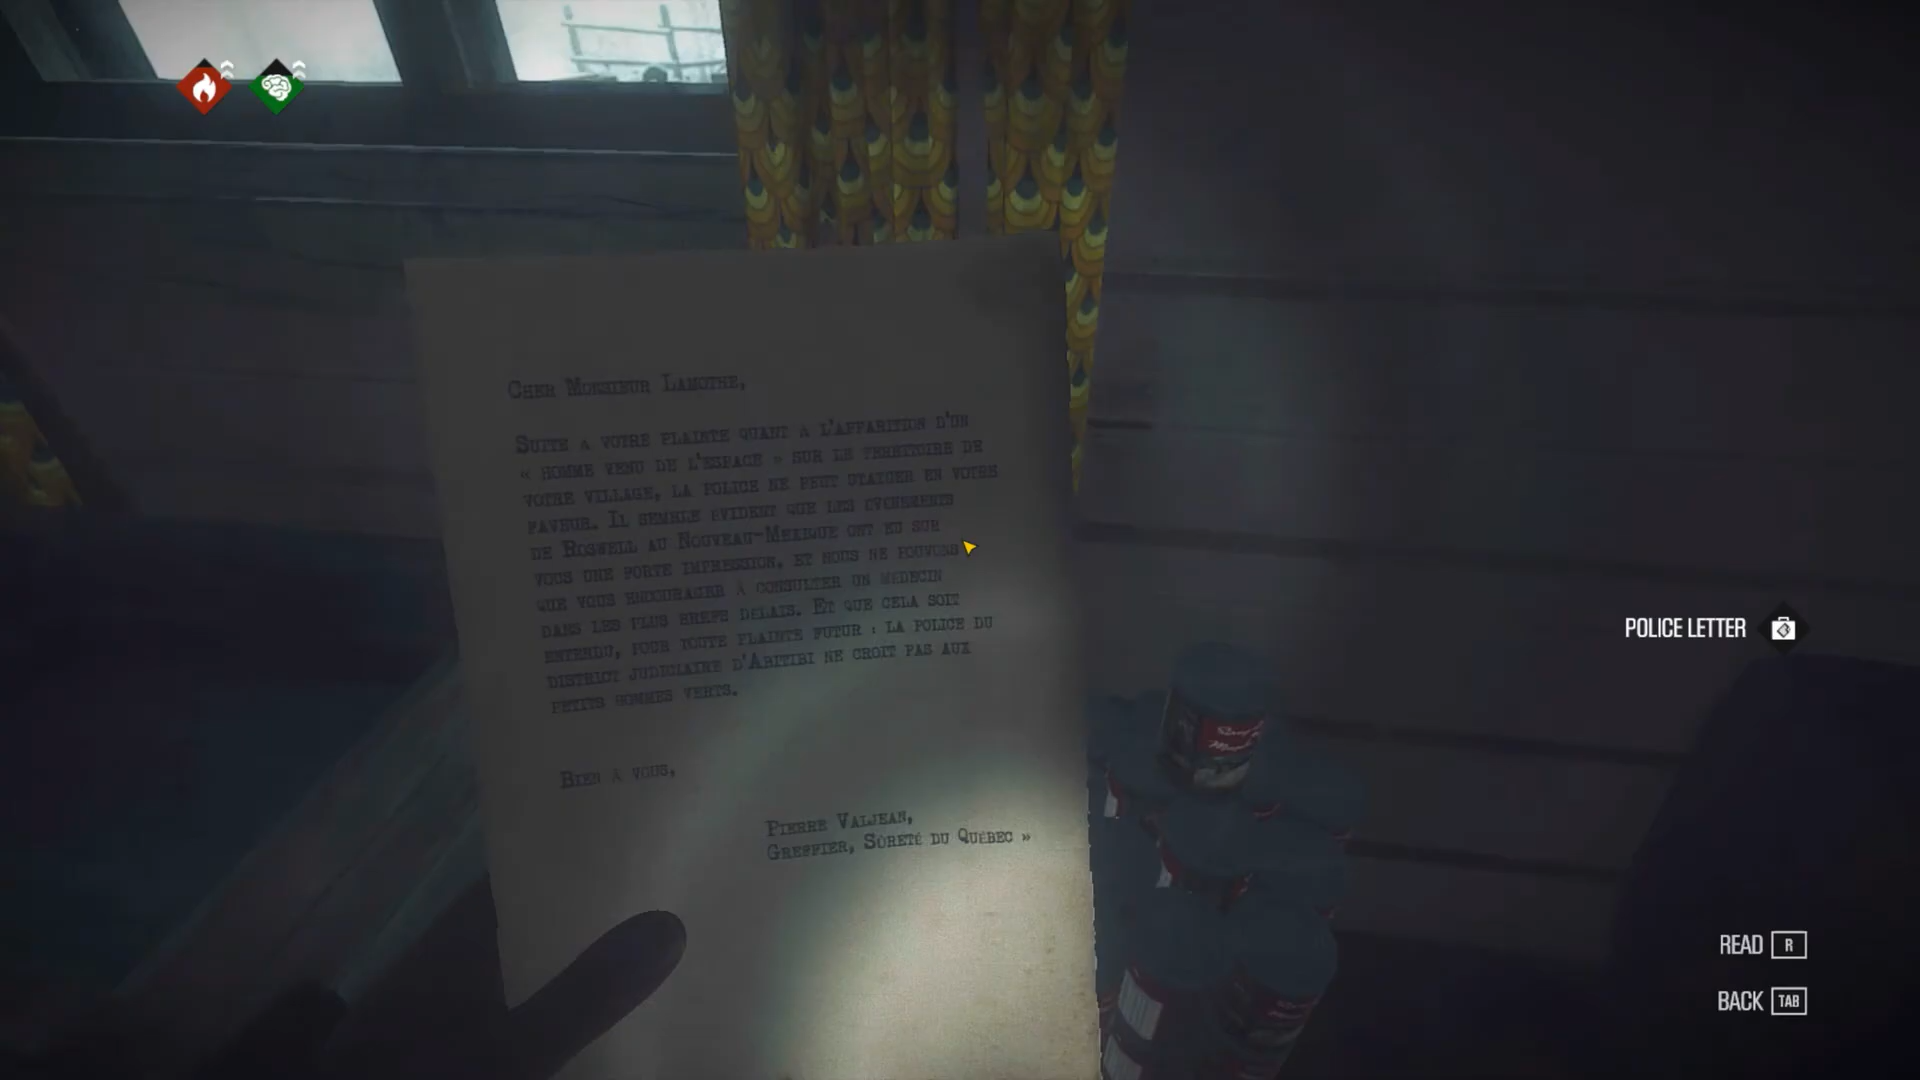 Cher Monsieur Lamothe,
Suite a votre plainte quant a l'apparition d'un
« homme venu de l'espace » sur le territoire de
votre village, la police ne peut statuer en votre
faveur. Il semble évident que les événements
de Roswell au Nouveau-Mexique ont eu sur
vous une forte impression, et nous ne pouvons
que vous encourager à consulter un médecin
dans les plus brefs délais. Et que cela soit
entendu, pour toute plainte futur : la police du
district judiciaire d'Abitibi ne croit pas aux
petits hommes verts.
Bien à vous,
Pierre Valjean,
Greffier, Sûreté du Québec »
POLICE LETTER
READ R
BACK TAB